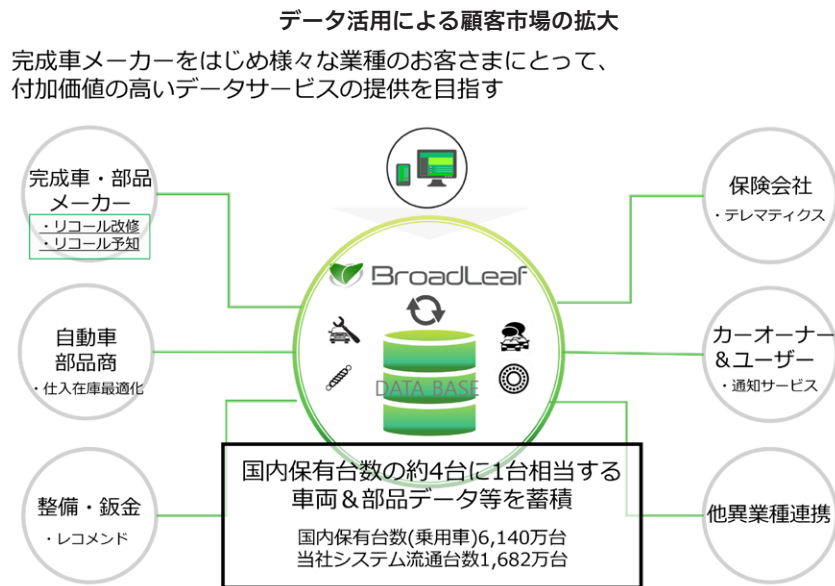 データ活用による顧客市場の拡大
完成車メーカーをはじめ様々な業種のお客さまにとって、
付加価値の高いデータサービスの提供を目指す
完成車・部品
メーカー
・リコール改修
・リコール予知
自動車
部品商
・仕入在庫最適化
整備・鈑金
・レコメンド
BroadLeaf
DATA BASE
国内保有台数の約4台に1台相当する
車両&部品データ等を蓄積
国内保有台数(乗用車)6,140万台
当社システム流通台数1,682万台
保険会社
・テレマティクス
カーオーナー
&ユーザー
・通知サービス
他異業種連携